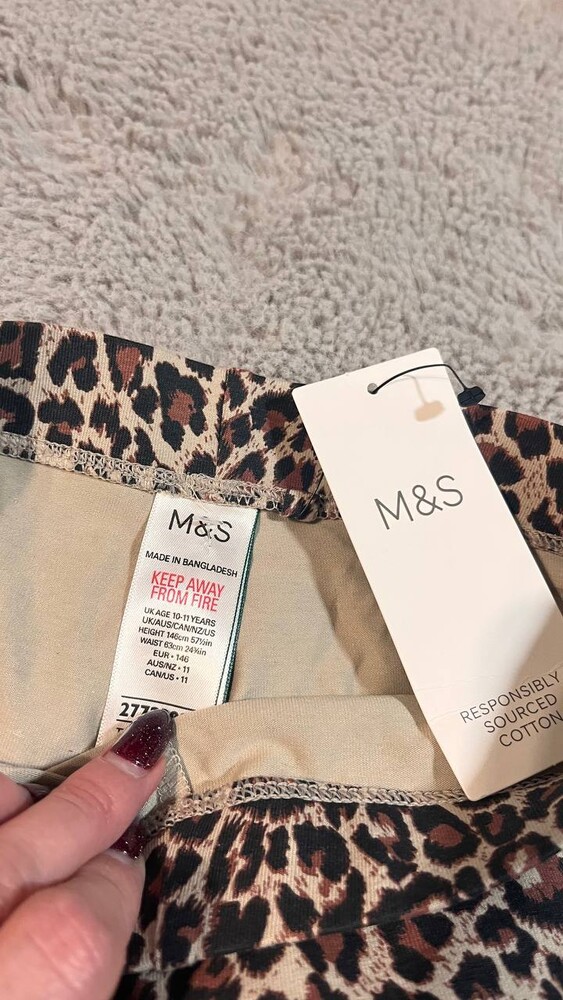 M&S
MADE IN BANGLADESH
KEEP AWAY
FROM FIRE
UK AGE 10-11 YEARS
UK/AUS/CAN/NZ/US
HEIGHT 146cm 57½in
WAIST 63cm 24¾in
EUR • 146
AUS/NZ • 11
CAN/US • 11
M&S
RESPONSIBLY
SOURCED
COTTON